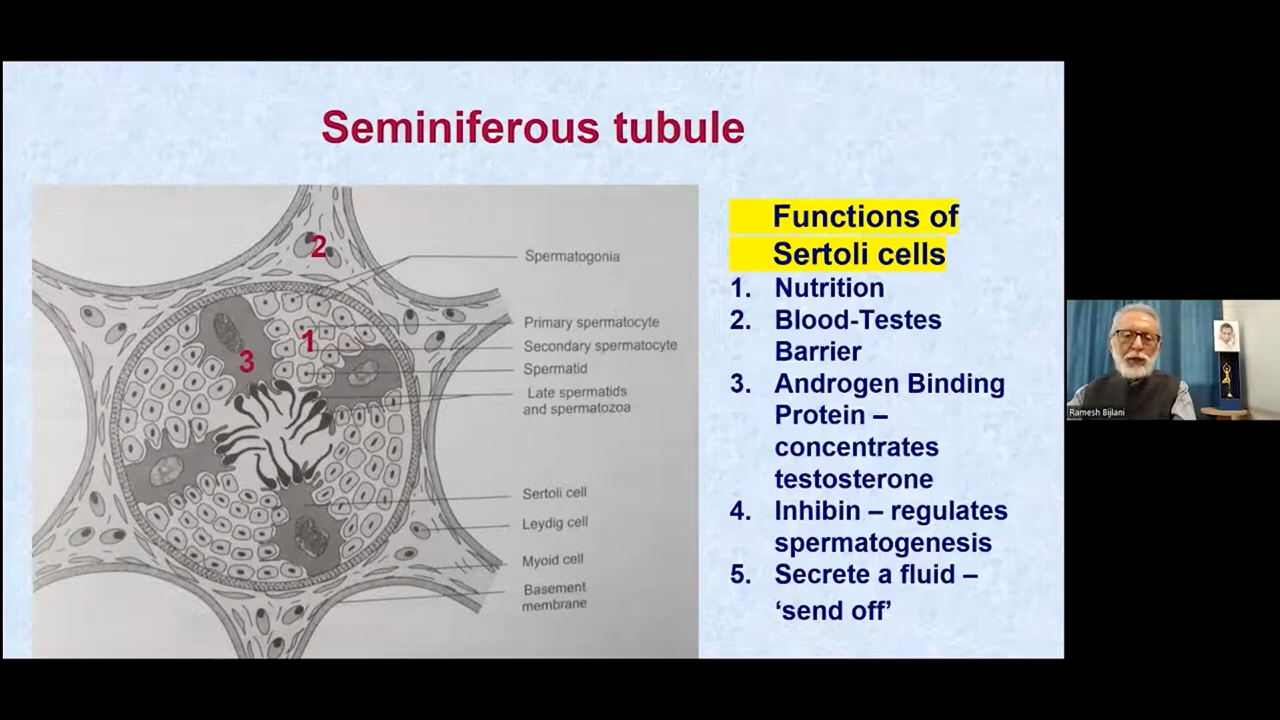 Seminiferous tubule
2
1
3
Spermatogonia
Primary spermatocyte
Secondary spermatocyte
Spermatid
Late spermatids
and spermatozoa
Sertoli cell
Leydig cell
Myoid cell
Basement
membrane
Functions of
Sertoli cells
1. Nutrition
2. Blood-Testes
Barrier
3. Androgen Binding
Protein –
concentrates
testosterone
4. Inhibin – regulates
spermatogenesis
5. Secrete a fluid –
‘send off’
Ramesh Bijlani